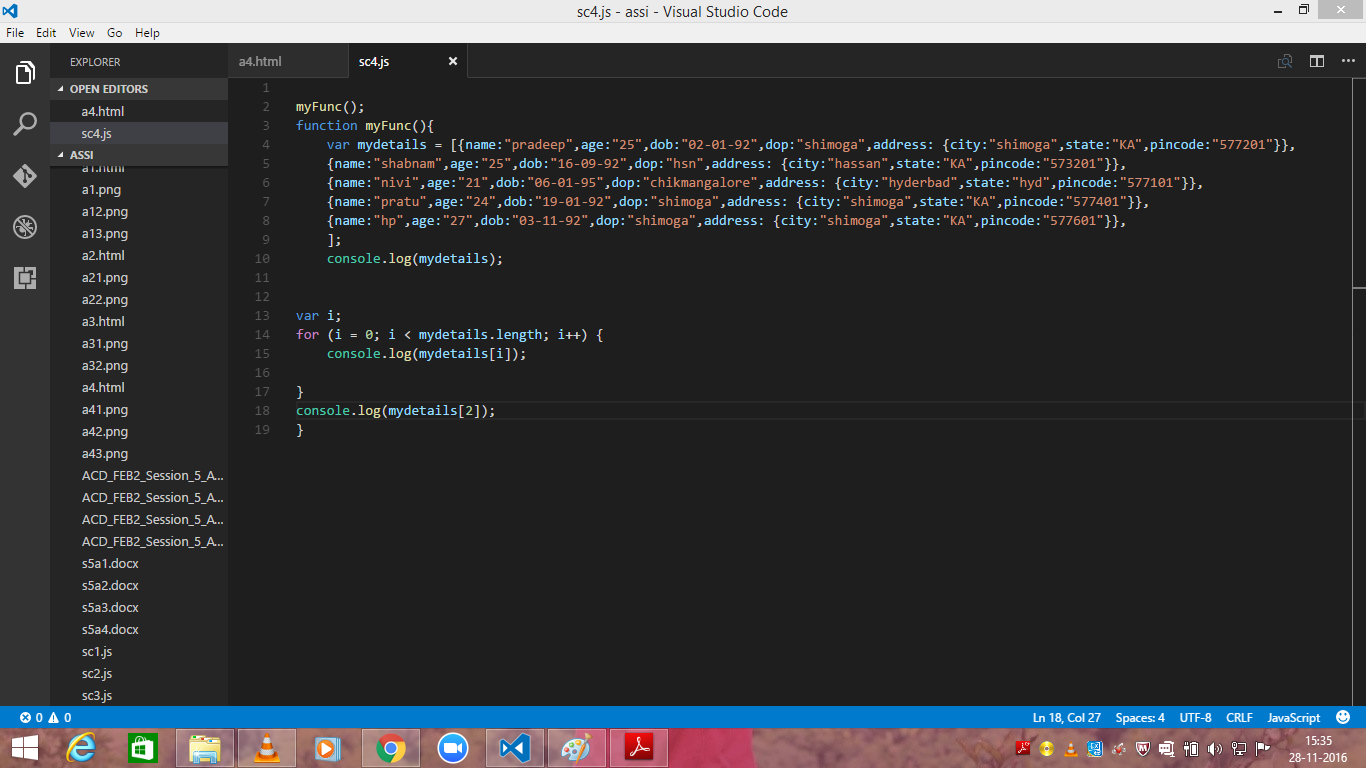 sc4.js - assi - Visual Studio Code
File Edit View Go Help
EXPLORER
OPEN EDITORS
a4.html
sc4.js
ASSI
a1.html
a1.png
a12.png
a13.png
a2.html
a21.png
a22.png
a3.html
a31.png
a32.png
a4.html
a41.png
a42.png
a43.png
ACD_FEB2_Session_5_A...
ACD_FEB2_Session_5_A...
ACD_FEB2_Session_5_A...
ACD_FEB2_Session_5_A...
s5a1.docx
s5a2.docx
s5a3.docx
s5a4.docx
sc1.js
sc2.js
sc3.js
a4.html sc4.js
1
2 myFunc();
3 function myFunc(){
4 var mydetails = [{name:"pradeep",age:"25",dob:"02-01-92",dop:"shimoga",address: {city:"shimoga",state:"KA",pincode:"577201"}},
5 {name:"shabnam",age:"25",dob:"16-09-92",dop:"hsn",address: {city:"hassan",state:"KA",pincode:"573201"}},
6 {name:"nivi",age:"21",dob:"06-01-95",dop:"chikmangalore",address: {city:"hyderbad",state:"hyd",pincode:"577101"}},
7 {name:"pratu",age:"24",dob:"19-01-92",dop:"shimoga",address: {city:"shimoga",state:"KA",pincode:"577401"}},
8 {name:"hp",age:"27",dob:"03-11-92",dop:"shimoga",address: {city:"shimoga",state:"KA",pincode:"577601"}},
9 ];
10 console.log(mydetails);
11
12
13 var i;
14 for (i = 0; i < mydetails.length; i++) {
15 console.log(mydetails[i]);
16
17 }
18 console.log(mydetails[2]);
19 }
0 0 Ln 18, Col 27 Spaces: 4 UTF-8 CRLF JavaScript
15:35
28-11-2016